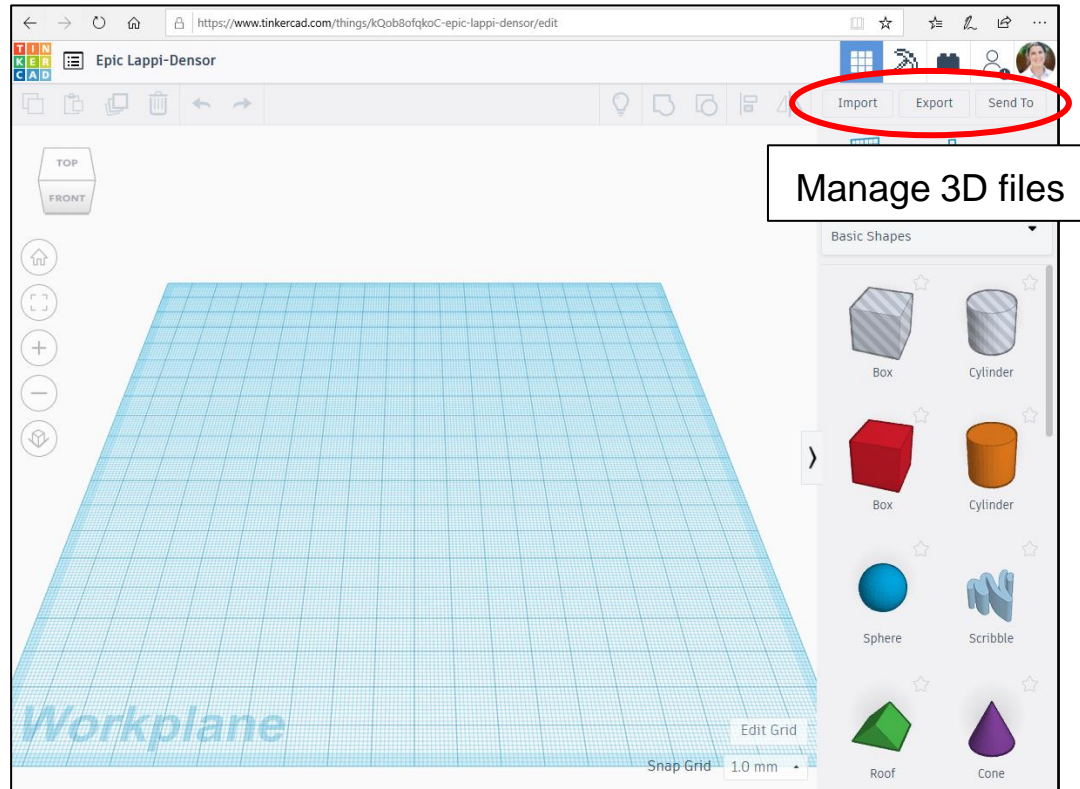 https://www.tinkercad.com/things/kQob8ofqkoC-epic-lappi-densor/edit
TIN
KER
CAD
Epic Lappi-Densor
Import Export Send To
Manage 3D files
TOP
FRONT
Basic Shapes
Box Cylinder
Box Cylinder
Sphere Scribble
Workplane
Edit Grid
Snap Grid 1.0 mm
Roof Cone